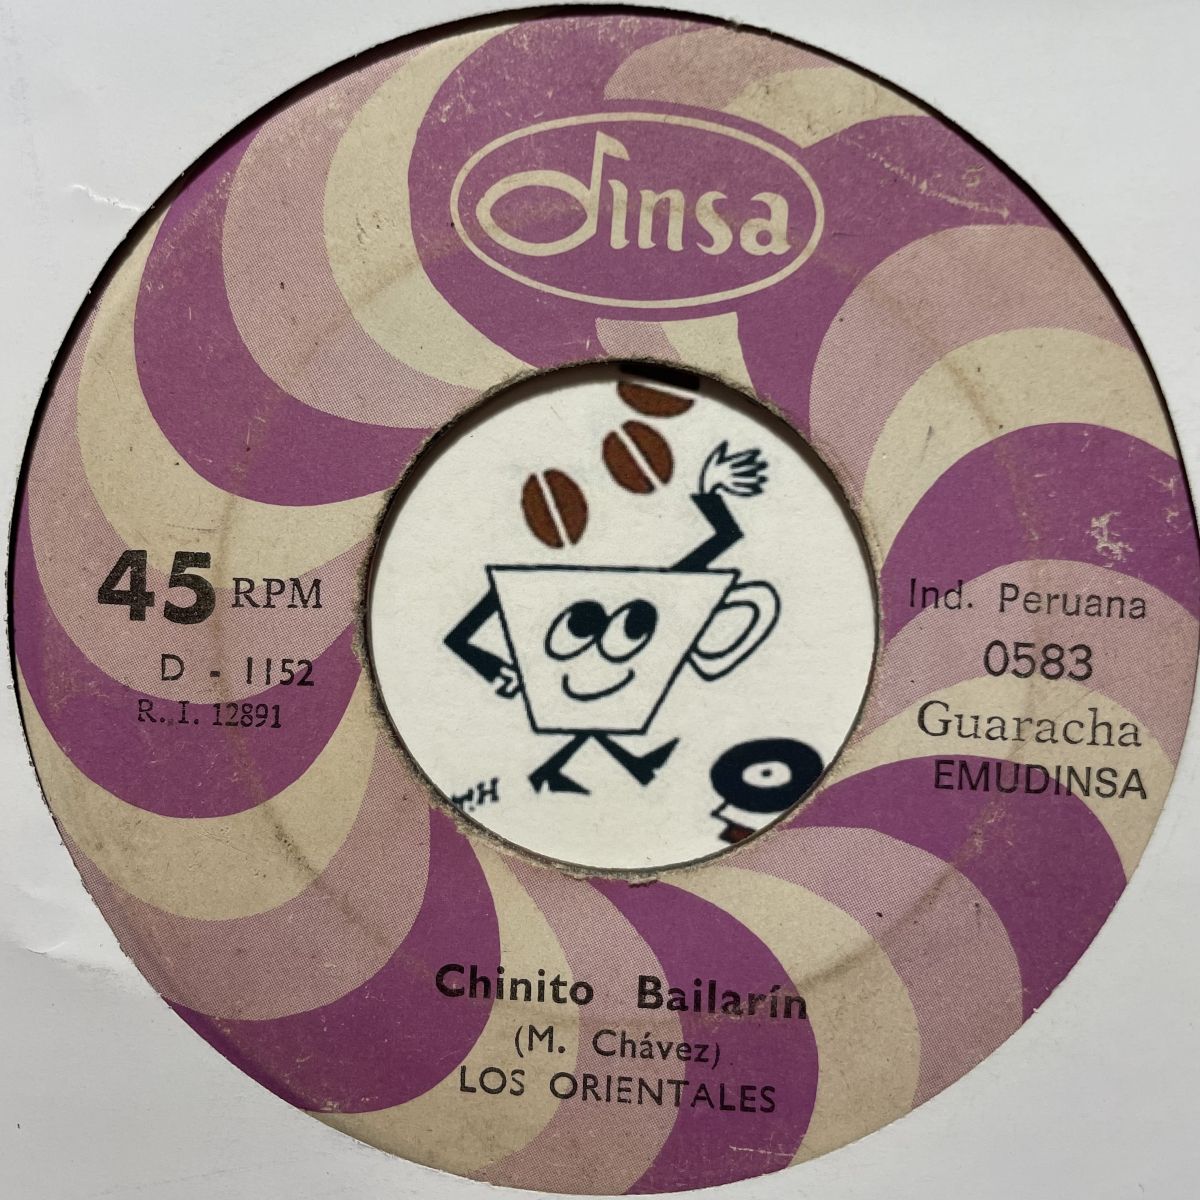 dinsa
45 RPM
D - 1152
R. I. 12891
Ind. Peruana
0583
Guaracha
EMUDINSA
Chinito Bailarín
(M. Chávez)
LOS ORIENTALES